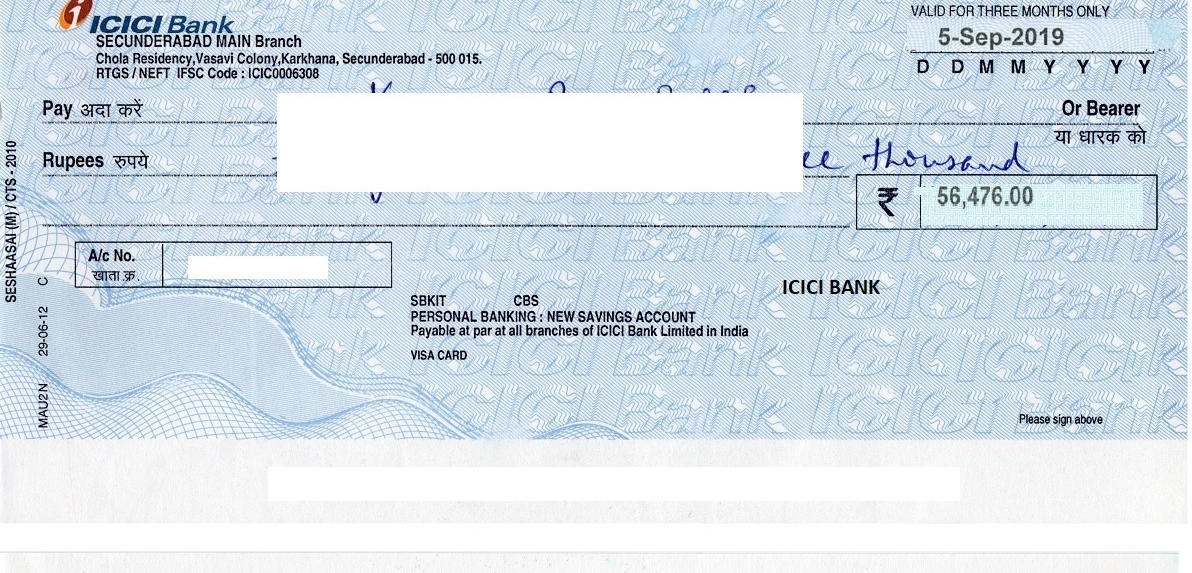 ICICI Bank
SECUNDERABAD MAIN Branch
Chola Residency,Vasavi Colony,Karkhana, Secunderabad - 500 015.
RTGS / NEFT IFSC Code : ICIC0006308
VALID FOR THREE MONTHS ONLY
5-Sep-2019
D D M M Y Y Y Y
Pay अदा करें
Or Bearer
या धारक को
Rupees रुपये thousand
₹ 56,476.00
A/c No.
खाता क्र.
ICICI BANK
SBKIT CBS
PERSONAL BANKING : NEW SAVINGS ACCOUNT
Payable at par at all branches of ICICI Bank Limited in India
VISA CARD
Please sign above
SESHAASAI (M) / CTS - 2010
MAU2N 29-06-12 C